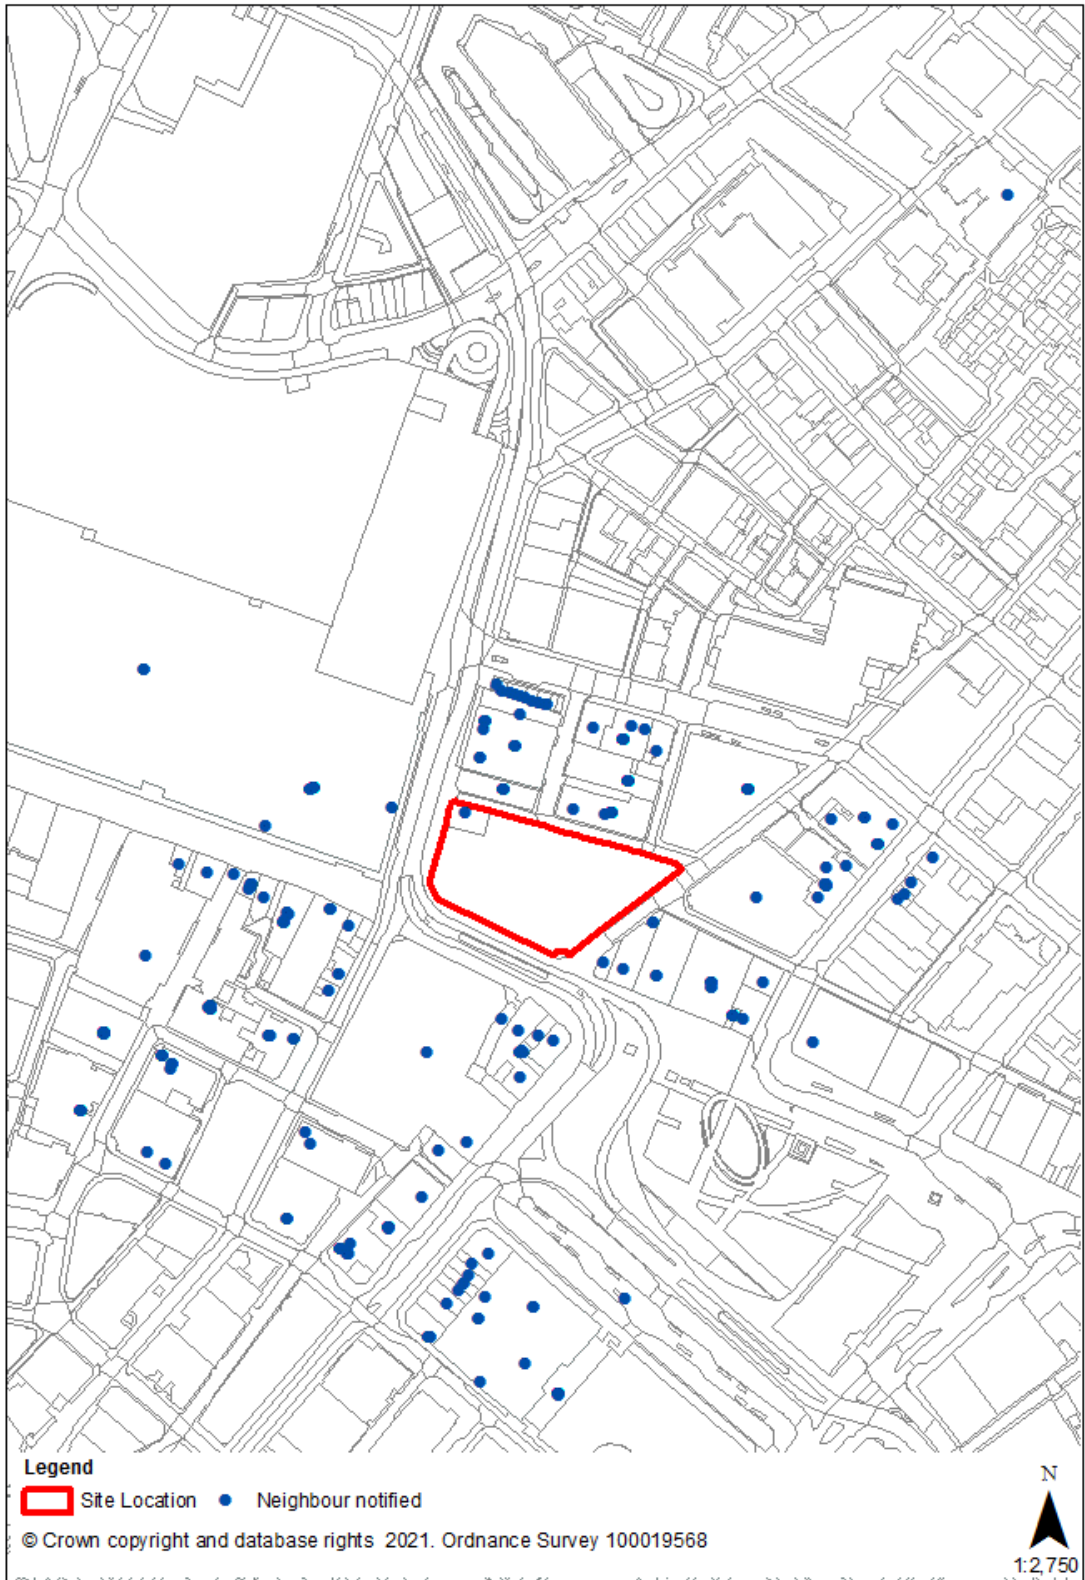 Legend
Site Location Neighbour notified
© Crown copyright and database rights 2021. Ordnance Survey 100019568
N
1:2,750